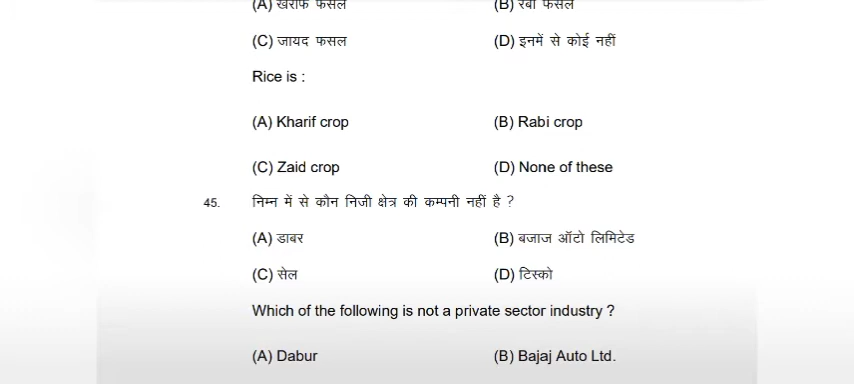 (A) खरीफ फसल (B) रबी फसल
(C) जायद फसल (D) इनमें से कोई नहीं
Rice is :
(A) Kharif crop (B) Rabi crop
(C) Zaid crop (D) None of these
45. निम्न में से कौन निजी क्षेत्र की कम्पनी नहीं है ?
(A) डाबर (B) बजाज ऑटो लिमिटेड
(C) सेल (D) टिस्को
Which of the following is not a private sector industry ?
(A) Dabur (B) Bajaj Auto Ltd.